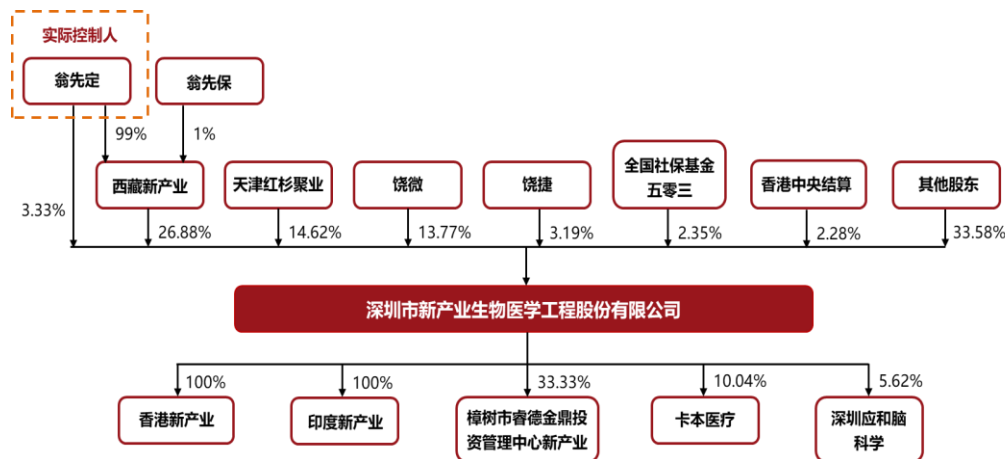 实际控制人
翁先定
翁先保
99%
1%
西藏新产业
天津红杉聚业
饶微
饶捷
全国社保基金
五零三
香港中央结算
其他股东
3.33%
26.88%
14.62%
13.77%
3.19%
2.35%
2.28%
33.58%
深圳市新产业生物医学工程股份有限公司
100%
100%
33.33%
10.04%
5.62%
香港新产业
印度新产业
樟树市睿德金鼎投
资管理中心新产业
卡本医疗
深圳应和脑
科学